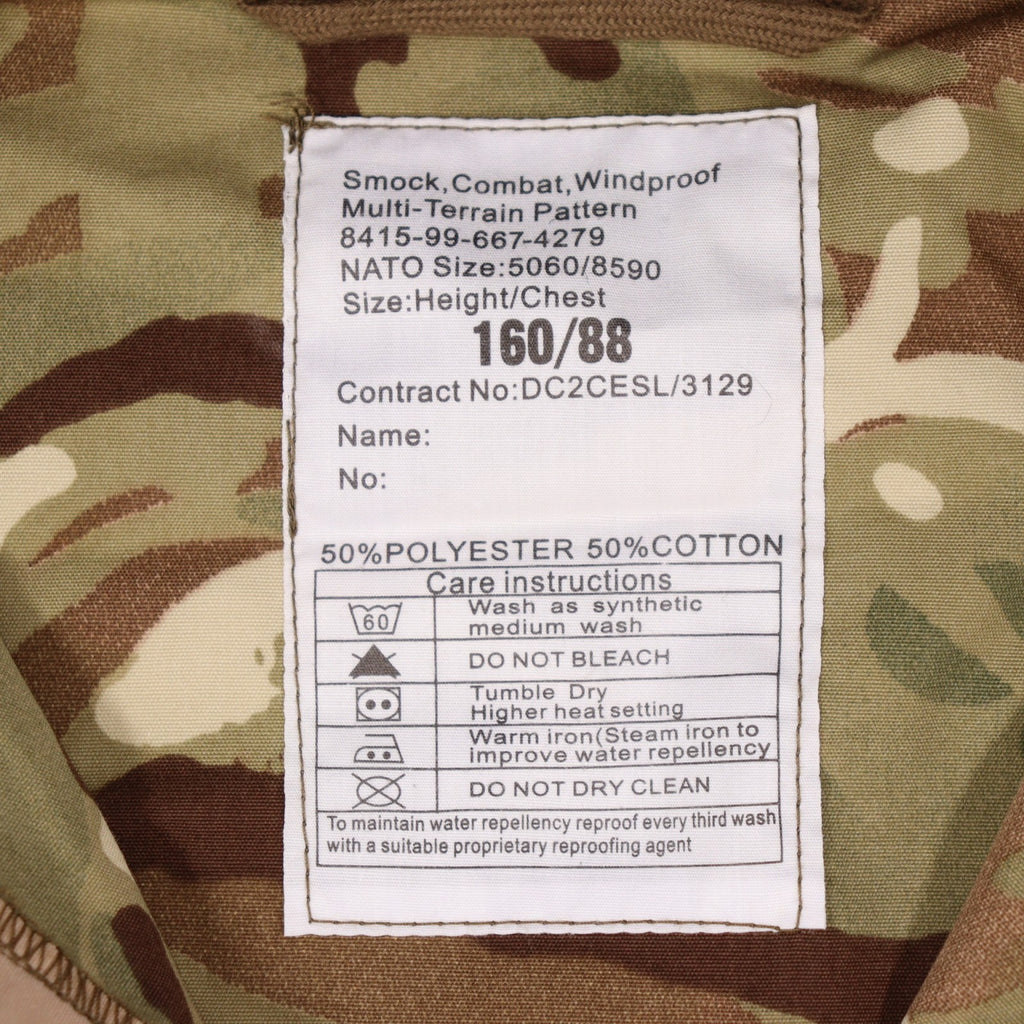 Smock,Combat,Windproof
Multi-Terrain Pattern
8415-99-667-4279
NATO Size:5060/8590
Size:Height/Chest
160/88
Contract No:DC2CESL/3129
Name:
No:
50%POLYESTER 50%COTTON
Care instructions
60
Wash as synthetic
medium wash
DO NOT BLEACH
Tumble Dry
Higher heat setting
Warm iron(Steam iron to
improve water repellency
DO NOT DRY CLEAN
To maintain water repellency reproof every third wash
with a suitable proprietary reproofing agent